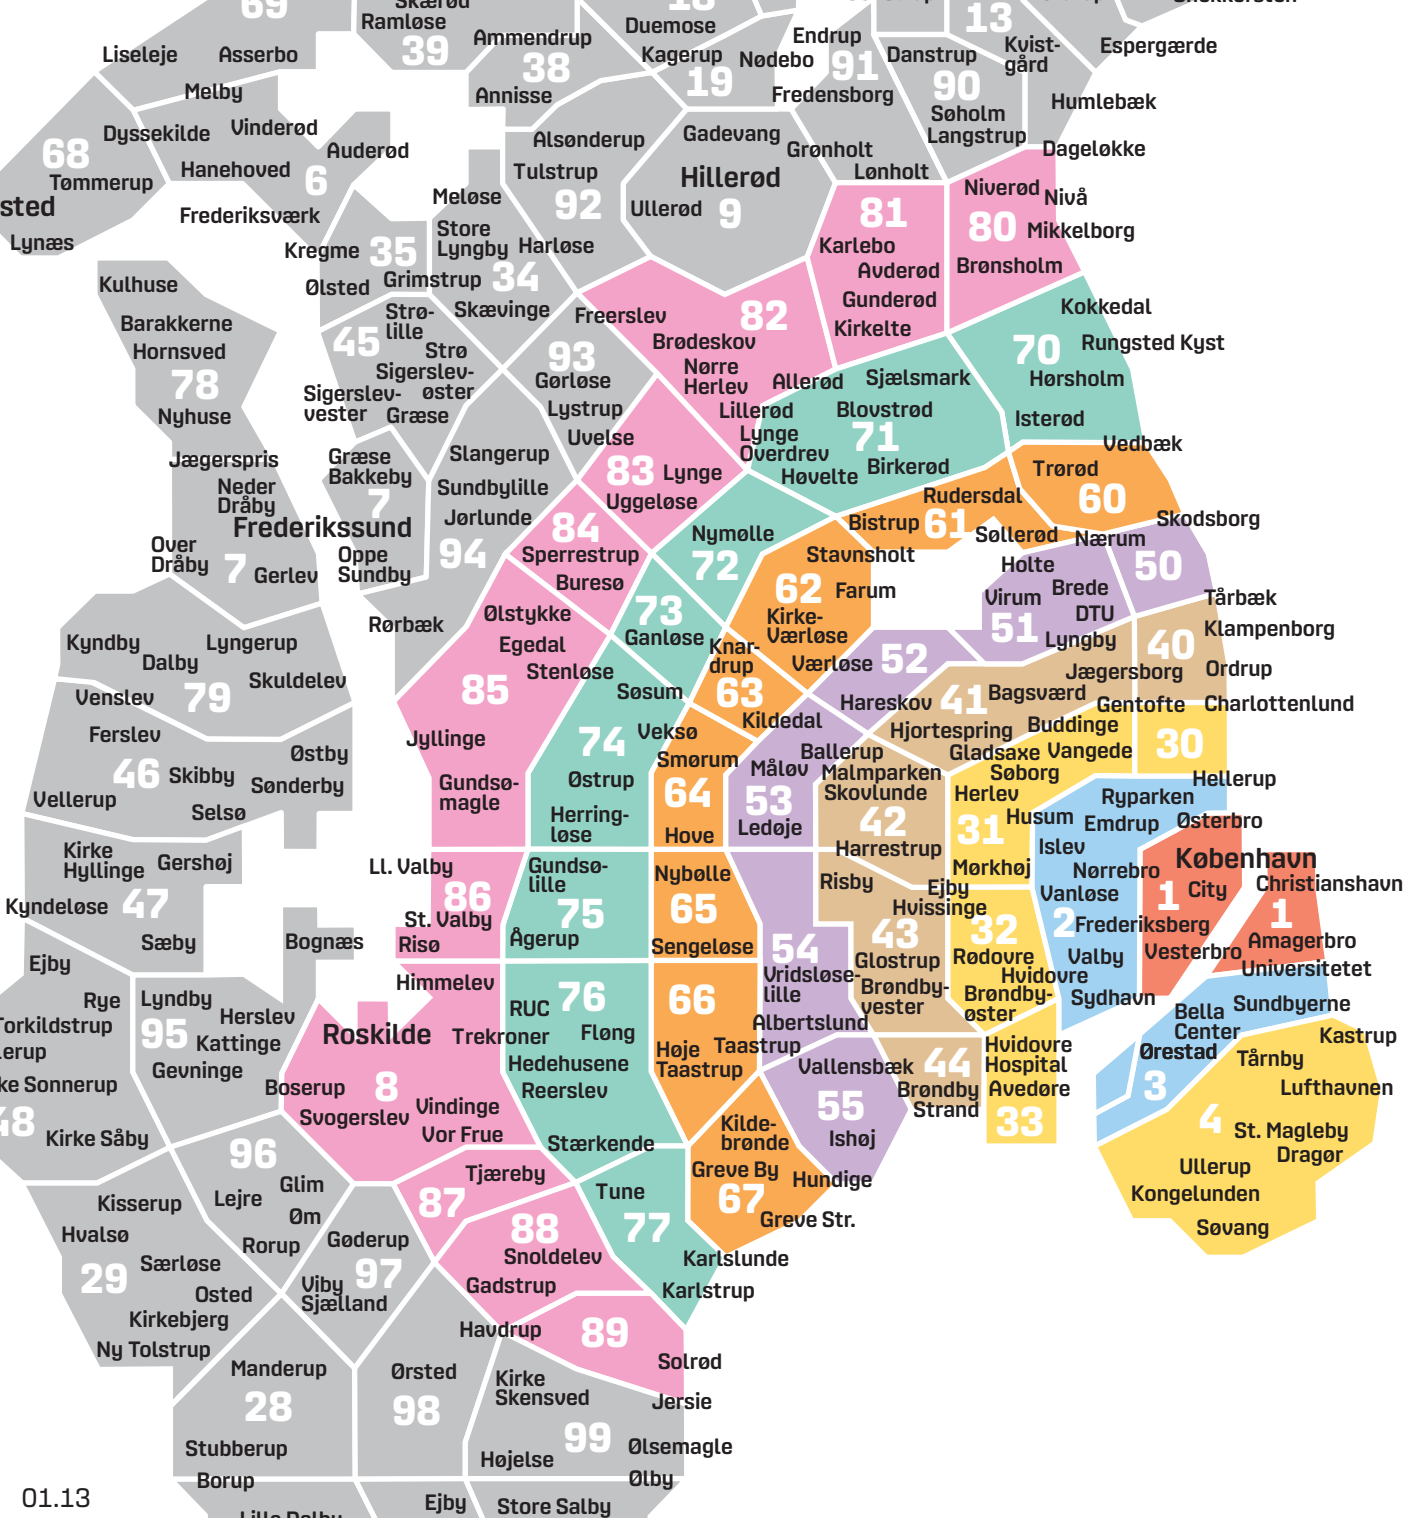 69
Ramløse
39
Ammendrup
38
Annisse
Duemose
Kagerup
19
Nødebo
Endrup
91
Fredensborg
13
Danstrup
90
Kvist-
gård
Espergærde
Søholm
Langstrup
Humlebæk
Dageløkke
Liseleje
Asserbo
Melby
68
Tømmerup
Dyssekilde
Vinderød
Hanehoved
6
Auderød
Frederiksværk
sted
Lynæs
Alsønderup
Tulstrup
92
Gadevang
Grønholt
Lønholt
Hillerød
Ullerød
9
Meløse
Store
Lyngby
Harløse
34
Skævinge
Kregme
35
Ølsted
Grimstrup
81
Karlebo
Avderød
Gunderød
Kirkelte
Niverød
Nivå
80
Mikkelborg
Brønsholm
Kulhuse
Barakkerne
Hornsved
78
Nyhuse
Jægerspris
Neder
Dråby
Frederikssund
Over
Dråby
7
Gerlev
45
Strø-
lille
Strø
Sigerslev-
øster
Sigerslev-
vester
Græse
Græse
Bakkeby
7
Oppe
Sundby
Slangerup
Sundbylille
Jørlunde
94
Rørbæk
93
Gørløse
Lystrup
Uvelse
Freerslev
82
Brødeskov
Nørre
Herlev
Allerød
Lillerød
Lynge
Overdrev
Sjælsmark
Blovstrød
71
Høvelte
Birkerød
Kokkedal
70
Rungsted Kyst
Hørsholm
Isterød
Vedbæk
83
Lynge
Uggeløse
84
Sperrestrup
Buresø
Nymølle
72
73
Ganløse
Rudersdal
Bistrup
61
Søllerød
Trørød
60
Skodsborg
Nærum
50
Stavnsholt
62
Farum
Kirke-
Værløse
Værløse
Holte
Virum
Brede
DTU
51
Lyngby
Tårbæk
40
Klampenborg
Jægersborg
Ordrup
Gentofte
Charlottenlund
Kyndby
Dalby
Lyngerup
Skuldelev
Venslev
79
Ferslev
46
Skibby
Østby
Sønderby
Vellerup
Selsø
Ølstykke
Egedal
Stenløse
85
Jyllinge
Gundsø-
magle
Søsum
74
Østrup
Herring-
løse
Knar-
drup
63
Kildedal
Veksø
Smørum
64
Hove
52
Hareskov
41
Bagsværd
Hjortespring
Buddinge
Gladsaxe
Vangede
30
Hellerup
Ballerup
Måløv
Malmparken
Skovlunde
53
Ledøje
42
Harrestrup
Søborg
Herlev
31
Husum
Mørkhøj
Ryparken
Emdrup
Østerbro
Islev
Nørrebro
Vanløse
2
Frederiksberg
Valby
Sydhavn
København
1
City
Vesterbro
Christianshavn
1
Amagerbro
Universitetet
Kirke
Hyllinge
Gershøj
Kyndeløse
47
Sæby
Bognæs
Ll. Valby
86
St. Valby
Risø
Himmelev
Gundsø-
lille
75
Ågerup
Nybølle
65
Sengeløse
54
Vridsløse-
lille
Albertslund
Risby
Ejby
Hvissinge
43
Glostrup
Brøndby-
vester
32
Rødovre
Hvidovre
Brøndby-
øster
Ejby
Rye
Torkildstrup
lerup
ke Sonnerup
48
Kirke Såby
Lyndby
Herslev
95
Kattinge
Gevninge
Roskilde
Trekroner
Boserup
8
Svogerslev
Vindinge
Vor Frue
RUC
76
Fløng
Hedehusene
Reerslev
Stærkende
66
Høje
Taastrup
Taastrup
Vallensbæk
55
Ishøj
44
Brøndby
Strand
Hvidovre
Hospital
Avedøre
33
Bella
Center
Sundbyerne
Ørestad
3
Kastrup
Tårnby
Lufthavnen
4
St. Magleby
Dragør
Ullerup
Kongelunden
Søvang
Kilde-
brønde
Greve By
67
Hundige
Greve Str.
Karlslunde
Karlstrup
Tune
77
Tjæreby
87
88
Snoldelev
Gadstrup
Havdrup
89
Solrød
Jersie
96
Glim
Lejre
Øm
Rorup
Gøderup
97
Viby
Sjælland
Kisserup
Hvalsø
Særløse
29
Osted
Kirkebjerg
Ny Tolstrup
Manderup
28
Stubberup
Borup
Ørsted
98
Kirke
Skensved
99
Højelse
Ølsemagle
Ølby
Ejby
Store Salby
01.13